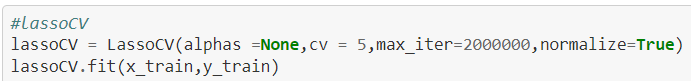 #lassoCV
lassoCV = LassoCV(alphas =None,cv = 5,max_iter=2000000,normalize=True)
lassoCV.fit(x_train,y_train)